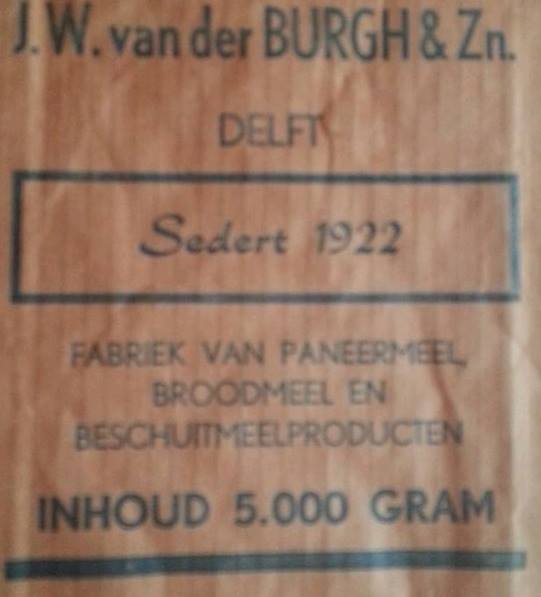 J.W. van der BURGH & Zn.
DELFT
Sedert 1922
FABRIEK VAN PANEERMEEL,
BROODMEEL EN
BESCHUITMEELPRODUCTEN
INHOUD 5.000 GRAM